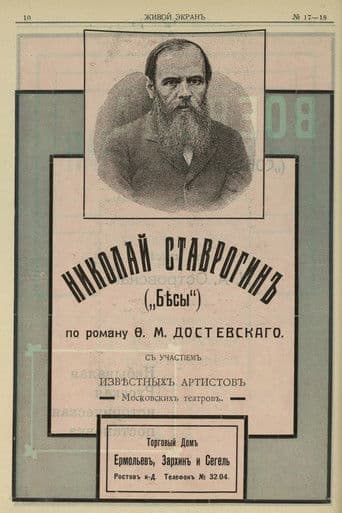 10
ЖИВОЙ ЭКРАНЪ
№ 17—18
НИКОЛАЙ СТАВРОГИНЪ
(„Бѣсы“)
по роману Ѳ. М. ДОСТЕВСКАГО.
СЪ УЧАСТІЕМЪ
ИЗВѢСТНЫХЪ АРТИСТОВЪ
— Московскихъ театровъ. —
Торговый Домъ
Ермольевъ, Зархинъ и Сегель
Ростовъ н-Д. Телефонъ № 32.04.